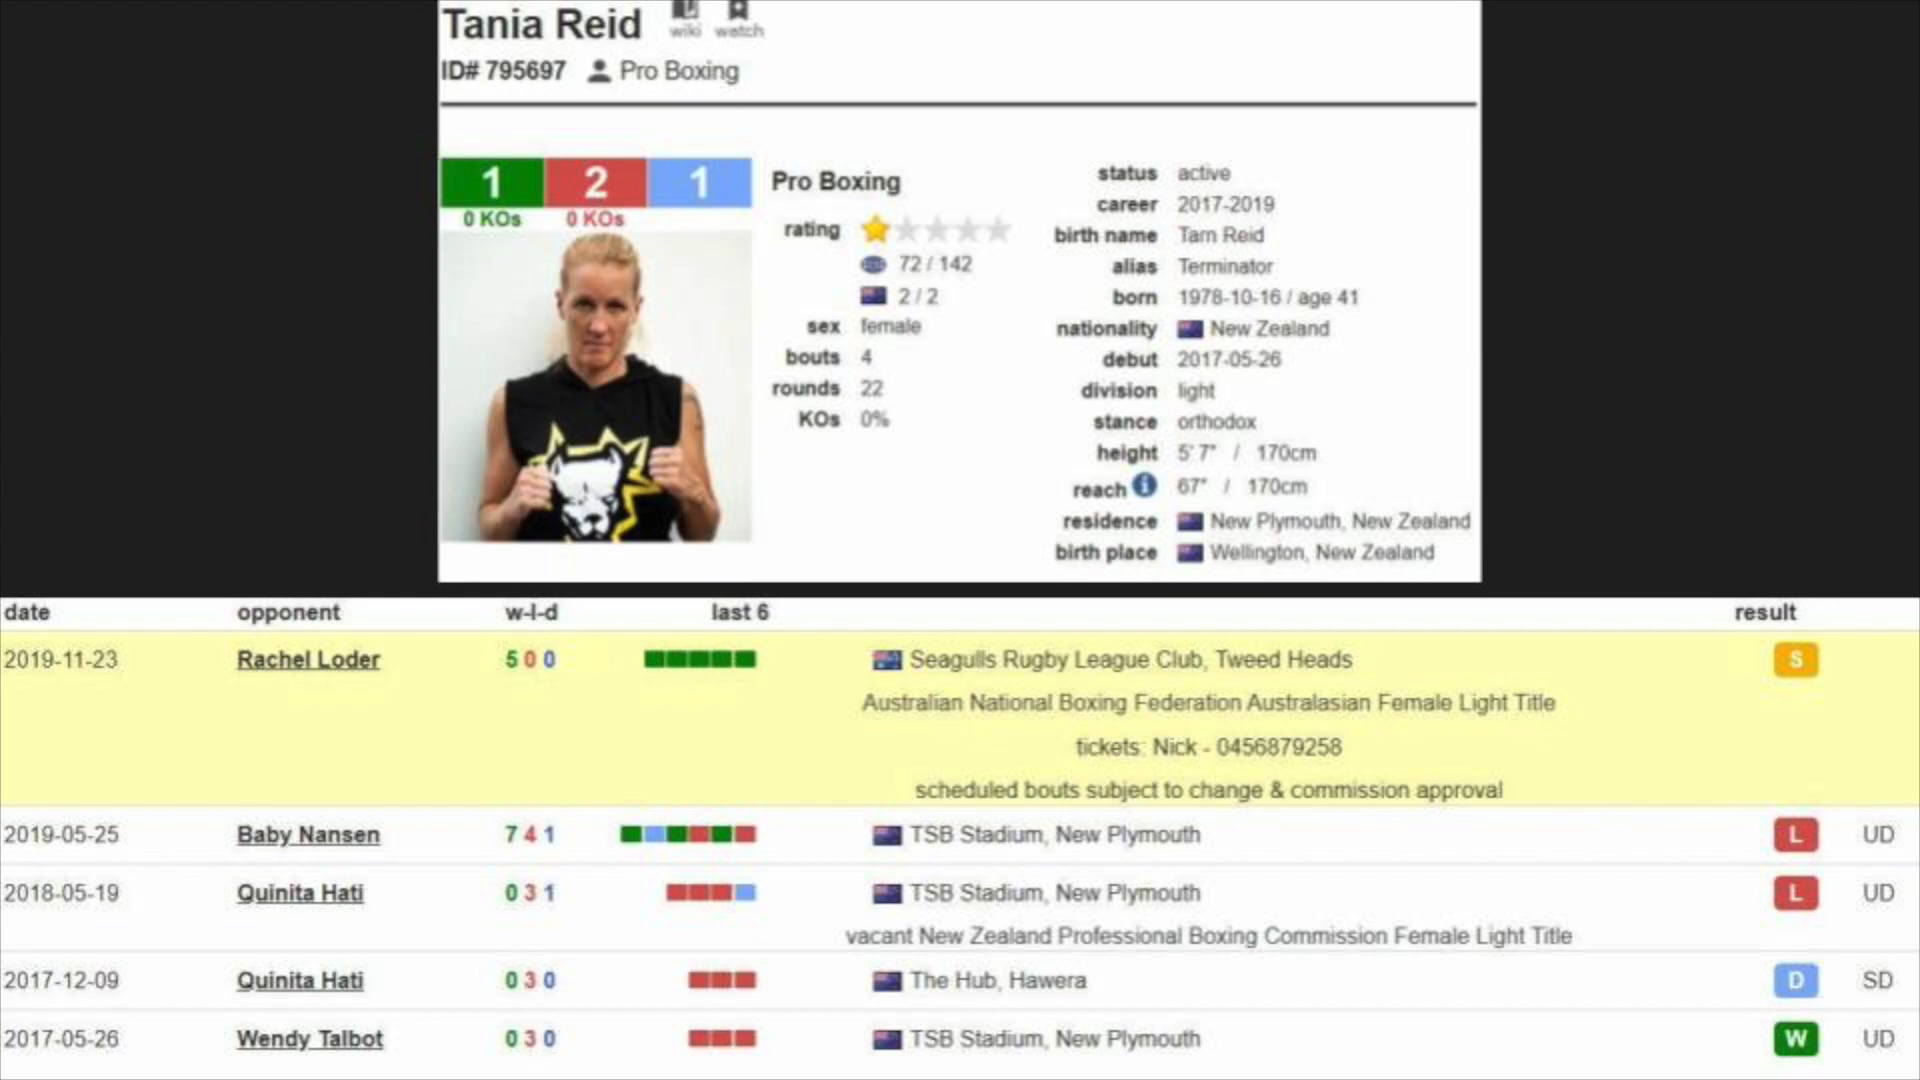 Tania Reid wiki watch
ID# 795697 Pro Boxing
1 2 1
0 KOs 0 KOs
Pro Boxing
rating
72 / 142
2 / 2
sex female
bouts 4
rounds 22
KOs 0%
status active
career 2017-2019
birth name Tam Reid
alias Terminator
born 1978-10-16 / age 41
nationality New Zealand
debut 2017-05-26
division light
stance orthodox
height 5' 7" / 170cm
reach i 67" / 170cm
residence New Plymouth, New Zealand
birth place Wellington, New Zealand
date opponent w-l-d last 6 result
2019-11-23 Rachel Loder 5 0 0 Seagulls Rugby League Club, Tweed Heads S
Australian National Boxing Federation Australasian Female Light Title
tickets: Nick - 0456879258
scheduled bouts subject to change & commission approval
2019-05-25 Baby Nansen 7 4 1 TSB Stadium, New Plymouth L UD
2018-05-19 Quinita Hati 0 3 1 TSB Stadium, New Plymouth L UD
vacant New Zealand Professional Boxing Commission Female Light Title
2017-12-09 Quinita Hati 0 3 0 The Hub, Hawera D SD
2017-05-26 Wendy Talbot 0 3 0 TSB Stadium, New Plymouth W UD